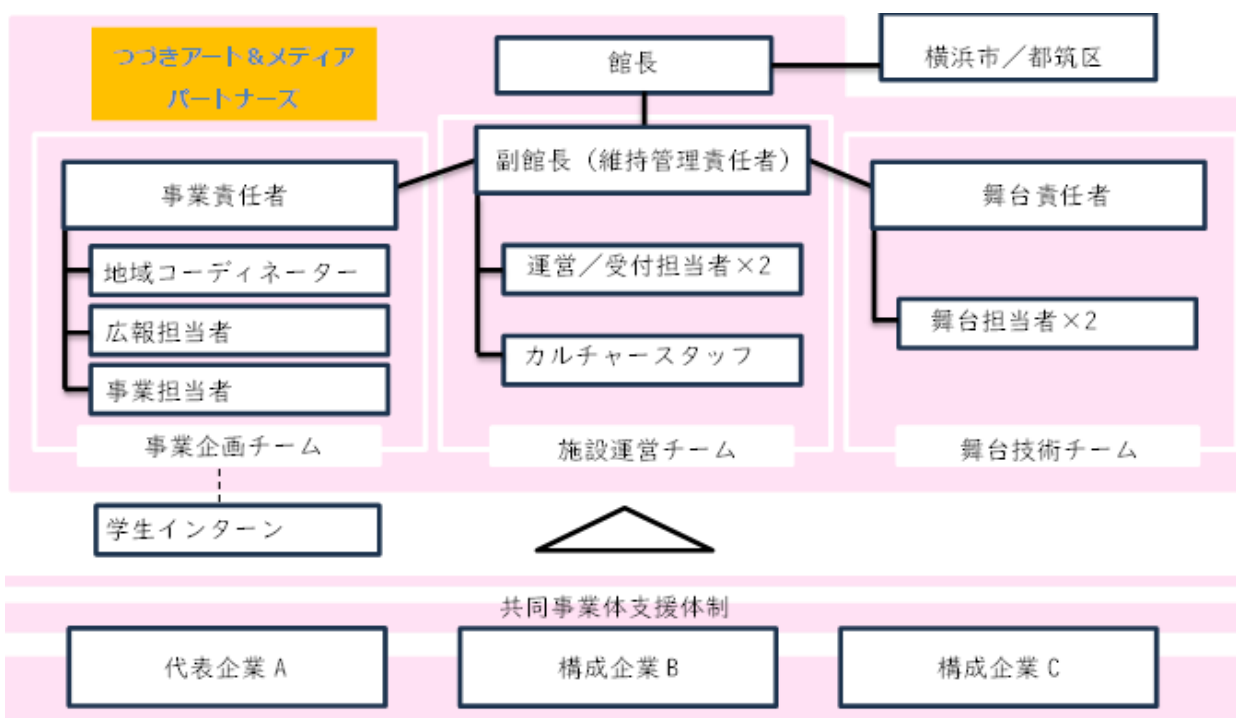 つづきアート&メディア
パートナーズ
館長
横浜市／都筑区
副館長（維持管理責任者）
事業責任者
舞台責任者
地域コーディネーター
広報担当者
事業担当者
運営／受付担当者×2
カルチャースタッフ
舞台担当者×2
事業企画チーム
施設運営チーム
舞台技術チーム
学生インターン
共同事業体支援体制
代表企業 A
構成企業 B
構成企業 C